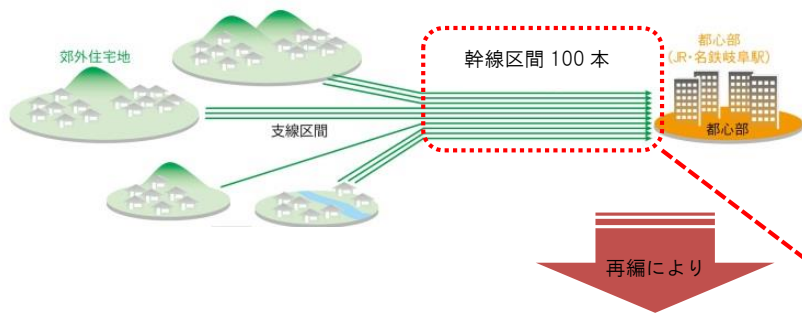 郊外住宅地
支線区間
幹線区間 100 本
都心部
(JR・名鉄岐阜駅)
都心部
再編により